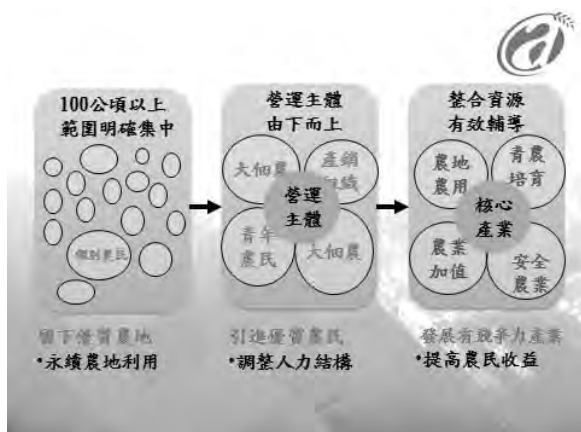 100公頃以上
範圍明確集中
個別農民
留下優質農地
•永續農地利用
營運主體
由下而上
大佃農
產銷
組織
營運
主體
青年
農民
大佃農
引進優質農民
•調整人力結構
整合資源
有效輔導
農地
農用
青農
培育
核心
產業
農業
加值
安全
農業
發展有競爭力產業
•提高農民收益